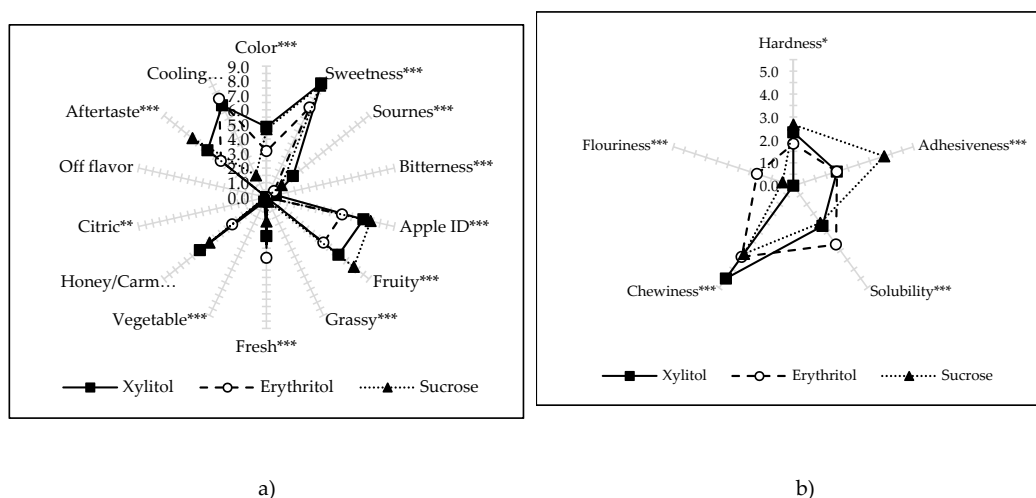 Color***
9.0
8.0
7.0
6.0
5.0
4.0
3.0
2.0
1.0
0.0
Sweetness***
Sournes***
Bitterness***
Apple ID***
Fruity***
Grassy***
Fresh***
Vegetable***
Honey/Carm…
Citric**
Off flavor
Aftertaste***
Cooling…
Xylitol
Erythritol
Sucrose
a)
Hardness*
5.0
4.0
3.0
2.0
1.0
0.0
Adhesiveness***
Solubility***
Chewiness***
Flouriness***
Xylitol
Erythritol
Sucrose
b)